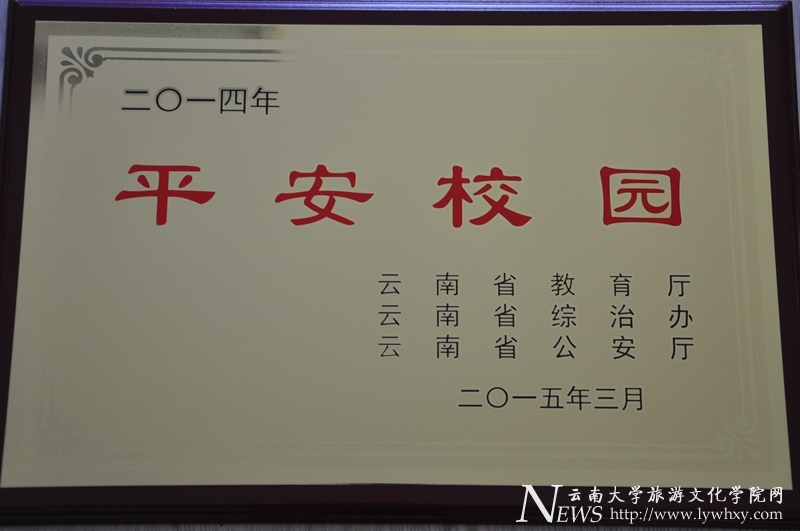 二〇一四年
平安校园
云南省教育厅
云南省综治办
云南省公安厅
二〇一五年三月
云南大学旅游文化学院网
NEWS http://www.lywhxy.com